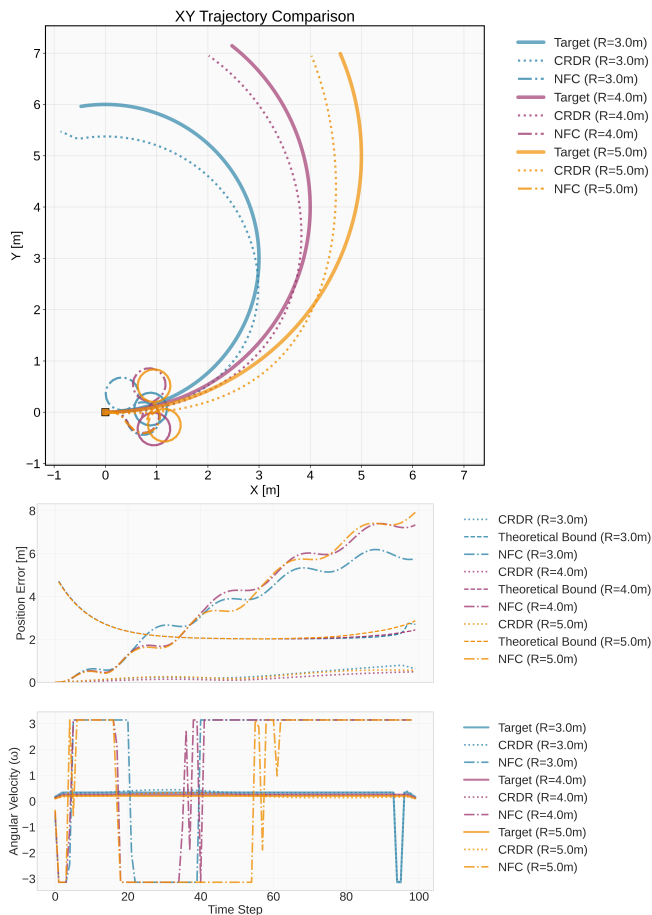 XY Trajectory Comparison
7
6
5
4
3
2
1
0
−1
Y [m]
−1 0 1 2 3 4 5 6 7
X [m]
Target (R=3.0m)
CRDR (R=3.0m)
NFC (R=3.0m)
Target (R=4.0m)
CRDR (R=4.0m)
NFC (R=4.0m)
Target (R=5.0m)
CRDR (R=5.0m)
NFC (R=5.0m)
8
6
4
2
0
Position Error [m]
CRDR (R=3.0m)
Theoretical Bound (R=3.0m)
NFC (R=3.0m)
CRDR (R=4.0m)
Theoretical Bound (R=4.0m)
NFC (R=4.0m)
CRDR (R=5.0m)
Theoretical Bound (R=5.0m)
NFC (R=5.0m)
3
2
1
0
−1
−2
−3
Angular Velocity (ω)
0 20 40 60 80 100
Time Step
Target (R=3.0m)
CRDR (R=3.0m)
NFC (R=3.0m)
Target (R=4.0m)
CRDR (R=4.0m)
NFC (R=4.0m)
Target (R=5.0m)
CRDR (R=5.0m)
NFC (R=5.0m)